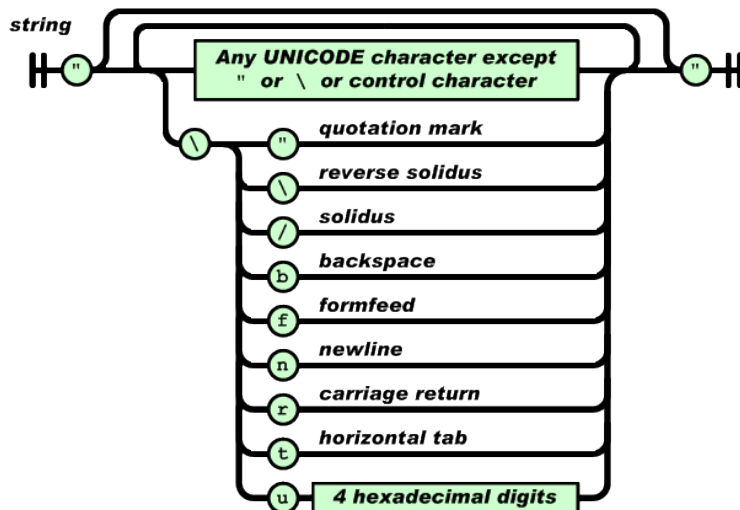 string
" Any UNICODE character except "
" or \ or control character
\ " quotation mark
\ reverse solidus
/ solidus
b backspace
f formfeed
n newline
r carriage return
t horizontal tab
u 4 hexadecimal digits